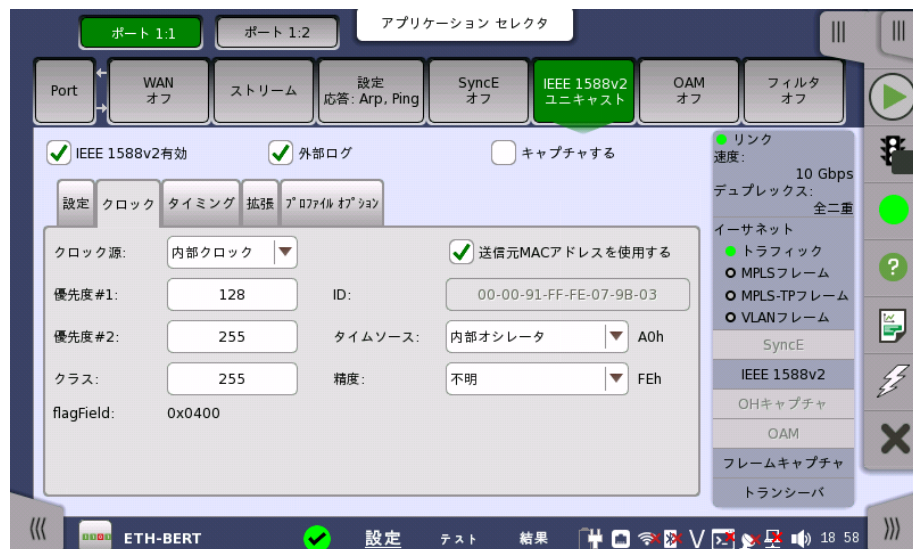 アプリケーション セレクタ
ポート 1:1
ポート 1:2
Port
WAN
オフ
ストリーム
設定
応答: Arp, Ping
SyncE
オフ
IEEE 1588v2
ユニキャスト
OAM
オフ
フィルタ
オフ
IEEE 1588v2有効
外部ログ
キャプチャする
設定
クロック
タイミング
拡張
ﾌﾟﾛﾌｧｲﾙ ｵﾌﾟｼｮﾝ
クロック源:
内部クロック
送信元MACアドレスを使用する
優先度#1:
128
ID:
00-00-91-FF-FE-07-9B-03
優先度#2:
255
タイムソース:
内部オシレータ
A0h
クラス:
255
精度:
不明
FEh
flagField:
0x0400
リンク
速度:
10 Gbps
デュプレックス:
全二重
イーサネット
トラフィック
MPLSフレーム
MPLS-TPフレーム
VLANフレーム
SyncE
IEEE 1588v2
OHキャプチャ
OAM
フレームキャプチャ
トランシーバ
ETH-BERT
設定
テスト
結果
V
18 58